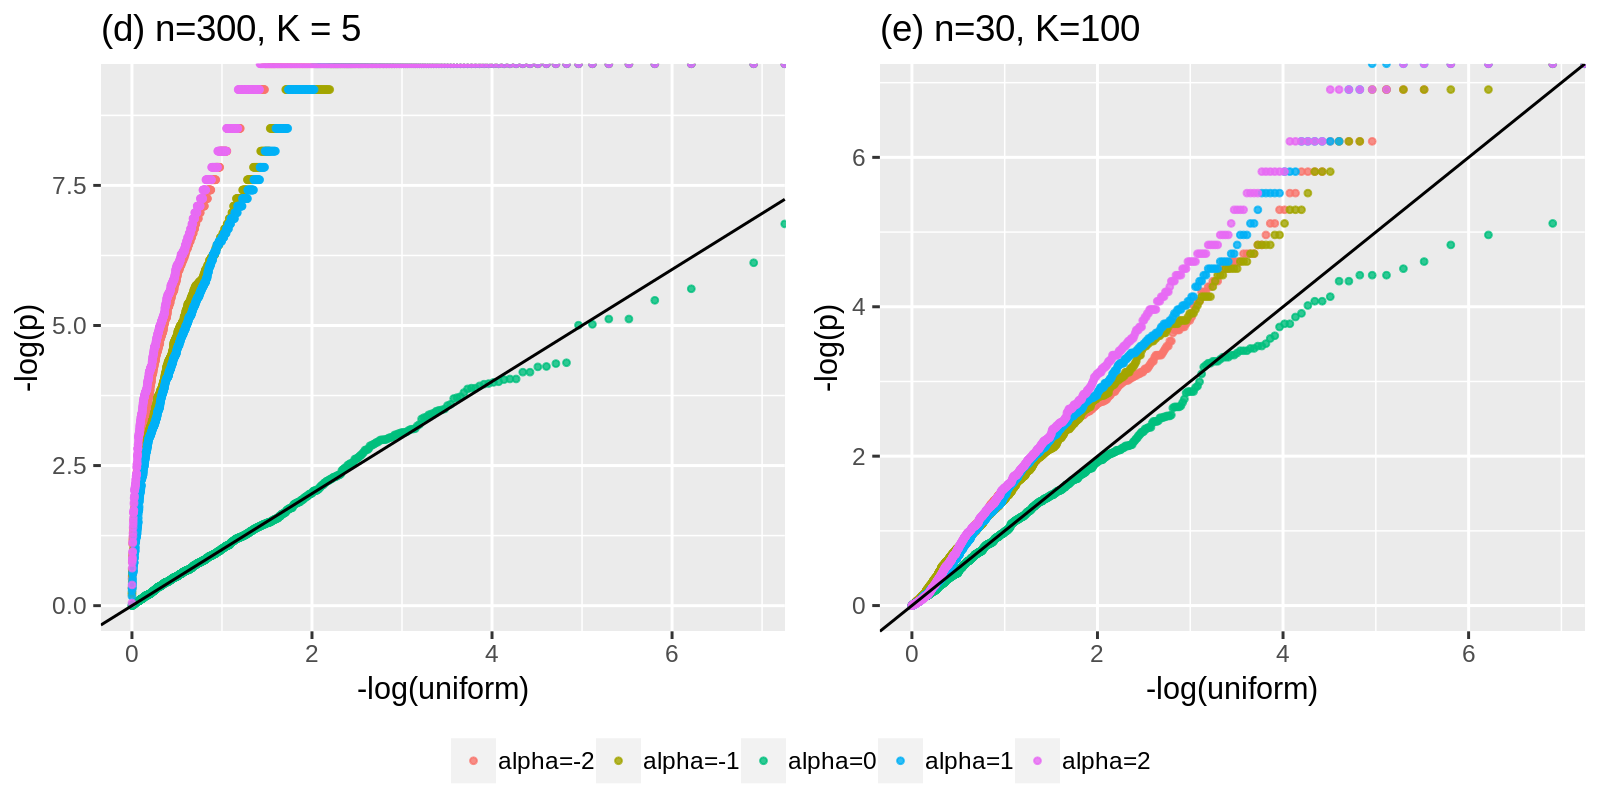 (d) n=300, K = 5
(e) n=30, K=100
-log(p)
7.5
5.0
2.5
0.0
0
2
4
6
-log(uniform)
-log(p)
6
4
2
0
0
2
4
6
-log(uniform)
alpha=-2
alpha=-1
alpha=0
alpha=1
alpha=2